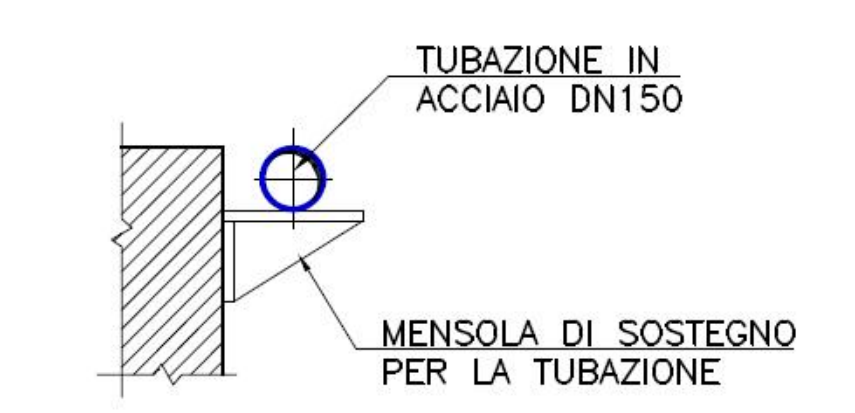 TUBAZIONE IN
ACCIAIO DN150
MENSOLA DI SOSTEGNO
PER LA TUBAZIONE